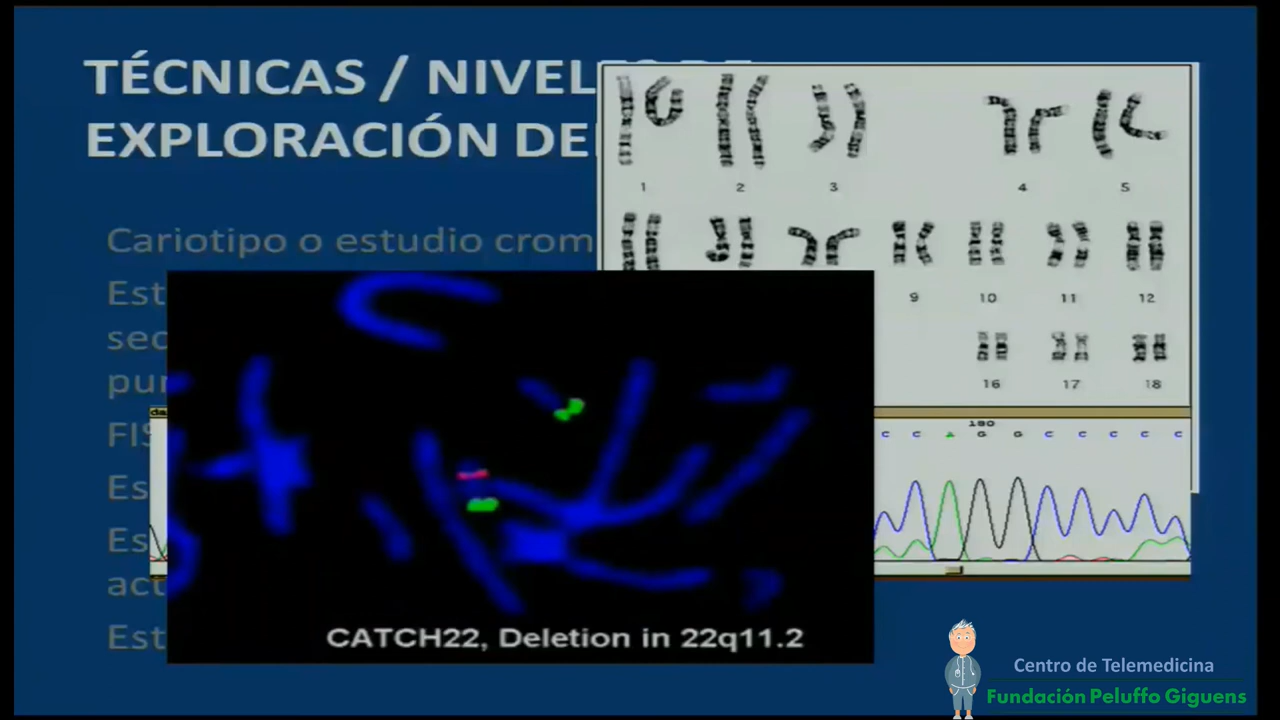 TÉCNICAS / NIVEL
EXPLORACIÓN DE
Cariotipo o estudio crom
Est
sec
pur
FIS
Es
Es
act
Est
1 2 3 4 5
9 10 11 12
16 17 18
180
C C A G G C C C C
CATCH22, Deletion in 22q11.2
Centro de Telemedicina
Fundación Peluffo Giguens